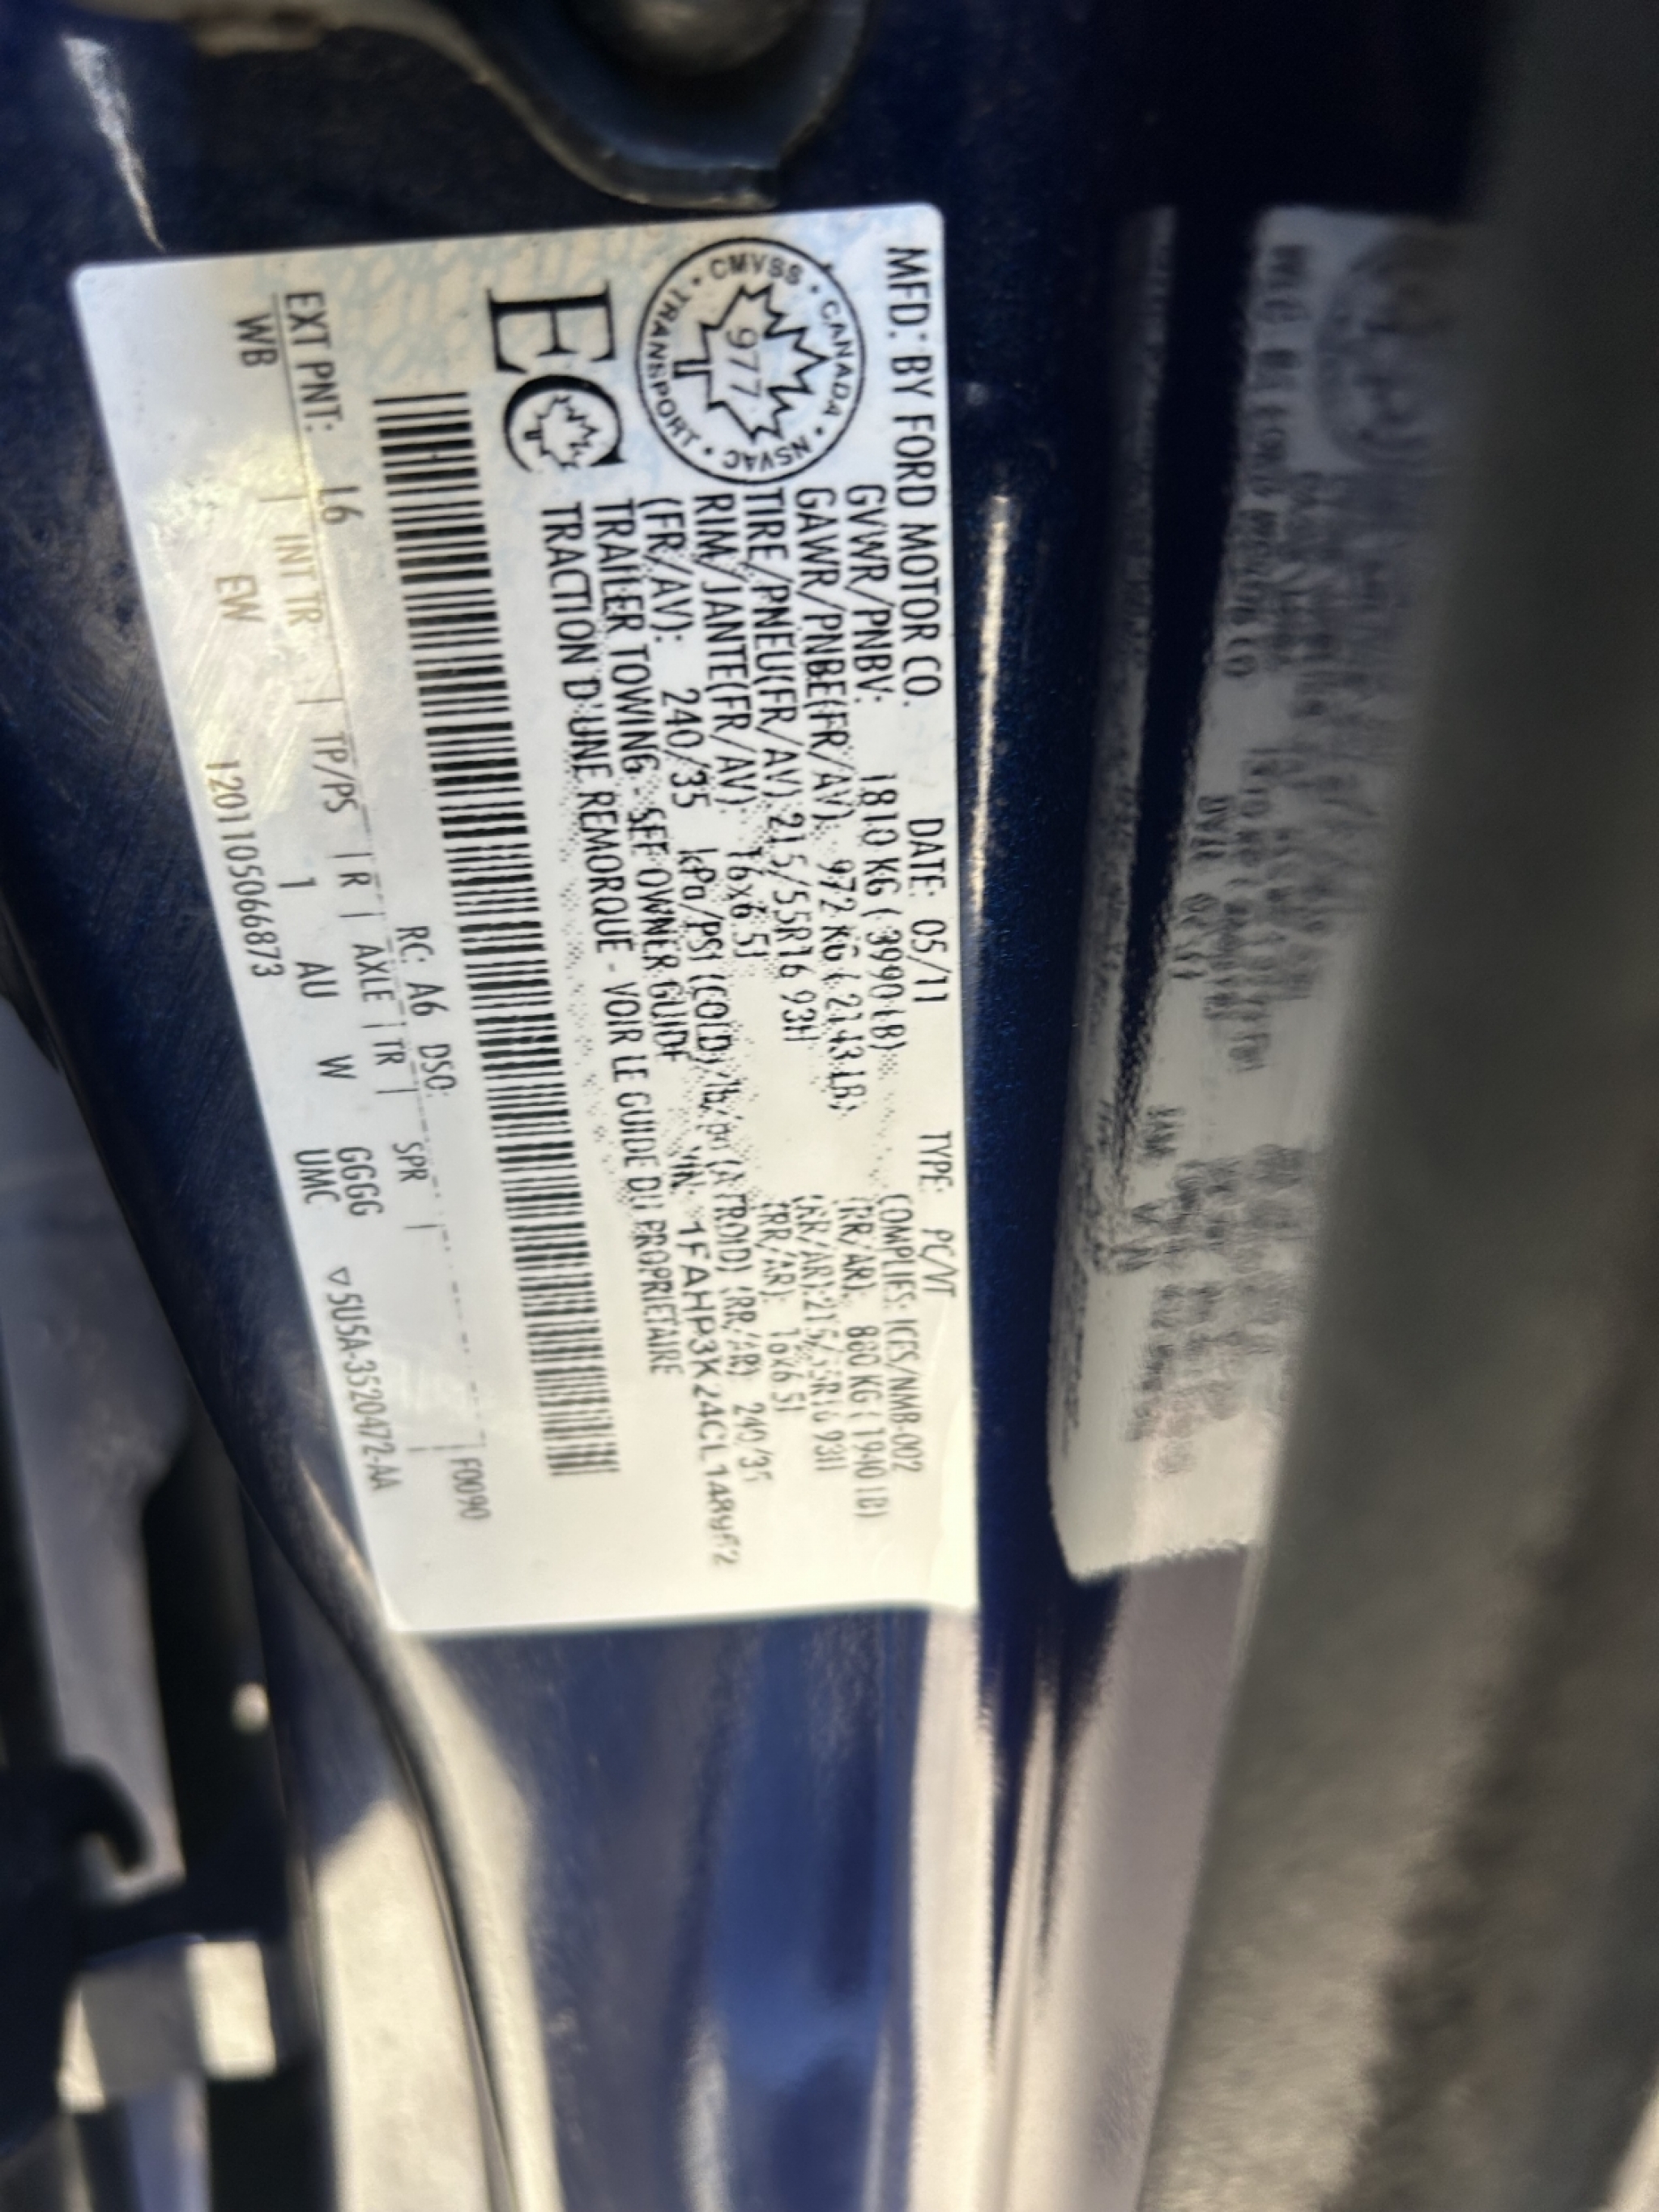 MFD. BY FORD MOTOR CO. DATE: 05/11 TYPE: PC/VT
GVWR/PNBV: 1810 KG ( 3990 LB) COMPLIES: ICES/NMB-002
GAWR/PNBE(FR/AV): 972 KG ( 2143 LB) (RR/AR): 880 KG ( 1940 LB)
TIRE/PNEU(FR/AV) 215/55R16 93H (RR/AR):215/55R16 93H
RIM/JANTE(FR/AV): 16x6.5J (RR/AR): 16x6.5J
(FR/AV): 240/35 kPa/PSI (COLD) (A FROID) (RR/AR) 240/35
TRAILER TOWING - SEE OWNER GUIDE VIN: 1FAHP3K24CL
TRACTION D'UNE REMORQUE - VOIR LE GUIDE DU PROPRIETAIRE
CANADA • NSVAC • TRANSPORT • CMVSS •
977
EC
F0090
RC: A6 DSO:
EXT PNT: L6 | INT TR | TP/PS | R | AXLE | TR | SPR |
WB EW 1 AU W GGGG
UMC
1201105066873 ▽5U5A-3520472-AA